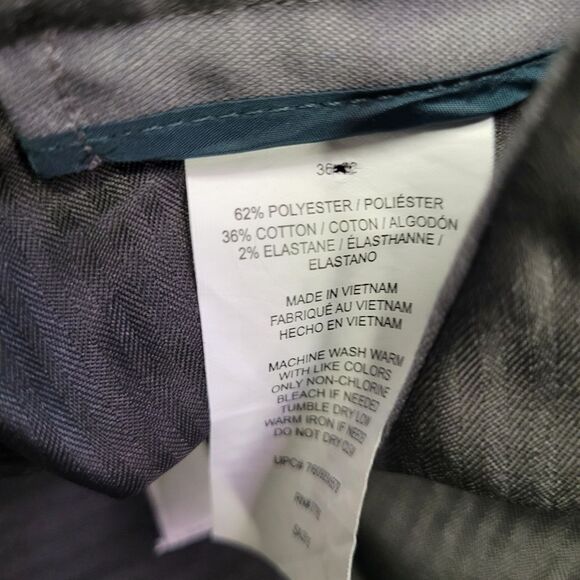 62% POLYESTER / POLIÉSTER
36% COTTON / COTON / ALGODÓN
2% ELASTANE / ÉLASTHANNE /
ELASTANO
MADE IN VIETNAM
FABRIQUÉ AU VIETNAM
HECHO EN VIETNAM
MACHINE WASH WARM
WITH LIKE COLORS
ONLY NON-CHLORINE
BLEACH IF NEEDED
TUMBLE DRY LOW
WARM IRON IF NEEDED
DO NOT DRY
UPC#